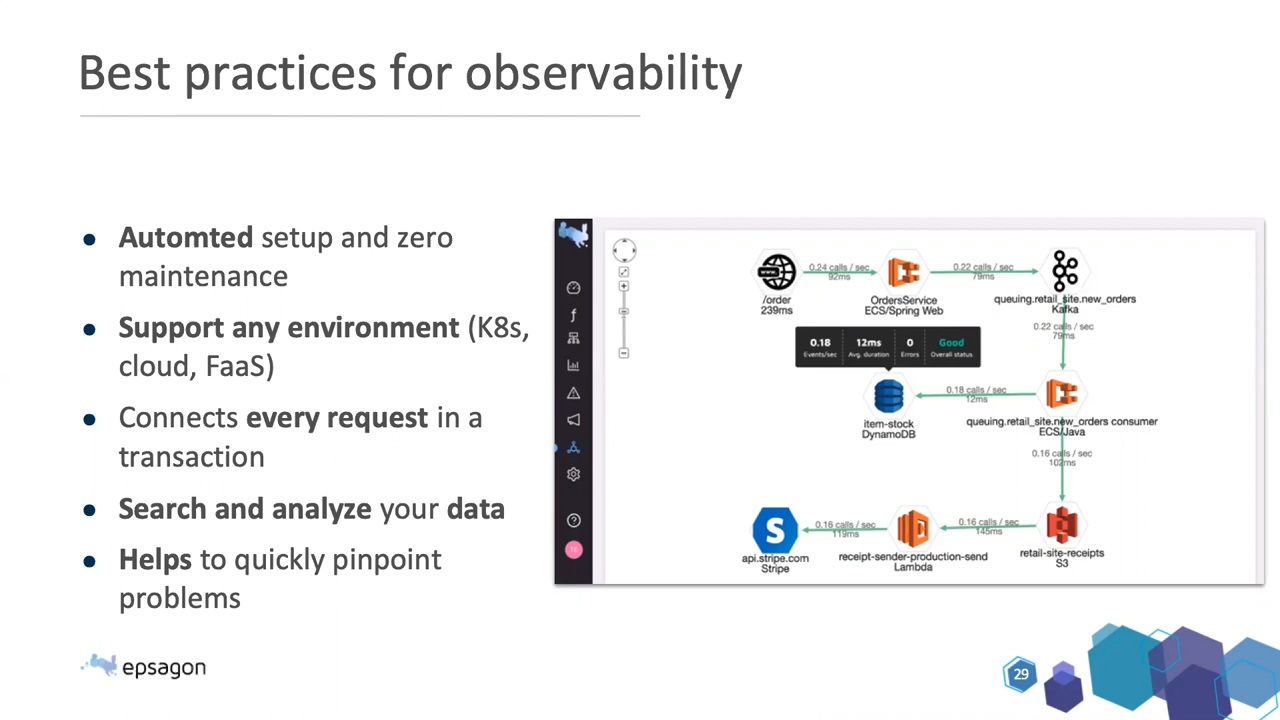 Best practices for observability
● Automted setup and zero
maintenance
● Support any environment (K8s,
cloud, FaaS)
● Connects every request in a
transaction
● Search and analyze your data
● Helps to quickly pinpoint
problems
www
/order
239ms
0.24 calls / sec
92ms
OrdersService
ECS/Spring Web
0.22 calls / sec
79ms
queuing.retail_site.new_orders
Kafka
0.22 calls / sec
79ms
0.18
Events/sec
12ms
Avg. duration
0
Errors
Good
Overall status
item-stock
DynamoDB
0.18 calls / sec
12ms
queuing.retail_site.new_orders consumer
ECS/Java
0.16 calls / sec
102ms
S
api.stripe.com
Stripe
0.16 calls / sec
119ms
receipt-sender-production-send
Lambda
0.16 calls / sec
145ms
retail-site-receipts
S3
epsagon
29